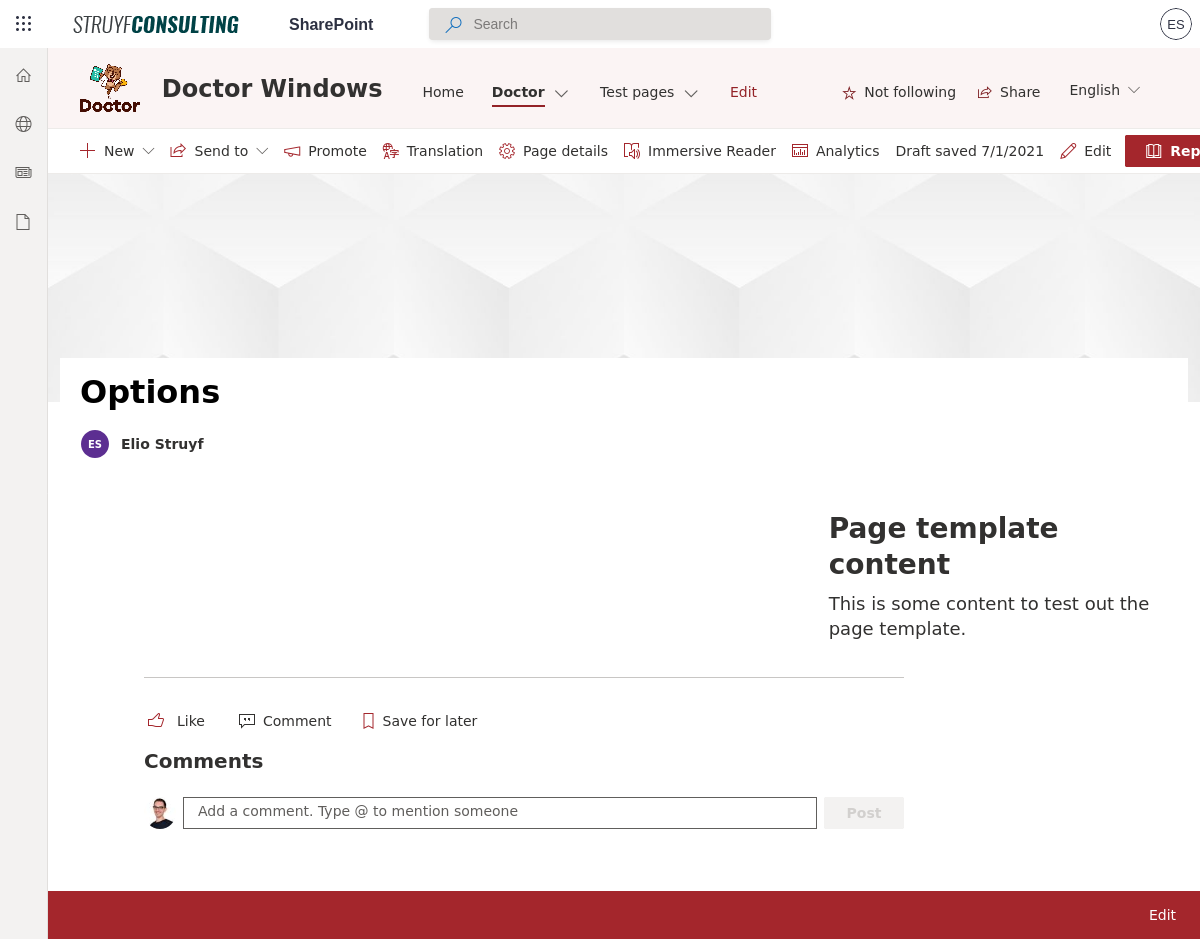 STRUYFCONSULTING SharePoint Search ES
Doctor Doctor Windows Home Doctor Test pages Edit Not following Share English
New Send to Promote Translation Page details Immersive Reader Analytics Draft saved 7/1/2021 Edit Rep
Options
ES Elio Struyf
Page template
content
This is some content to test out the
page template.
Like Comment Save for later
Comments
Add a comment. Type @ to mention someone Post
Edit